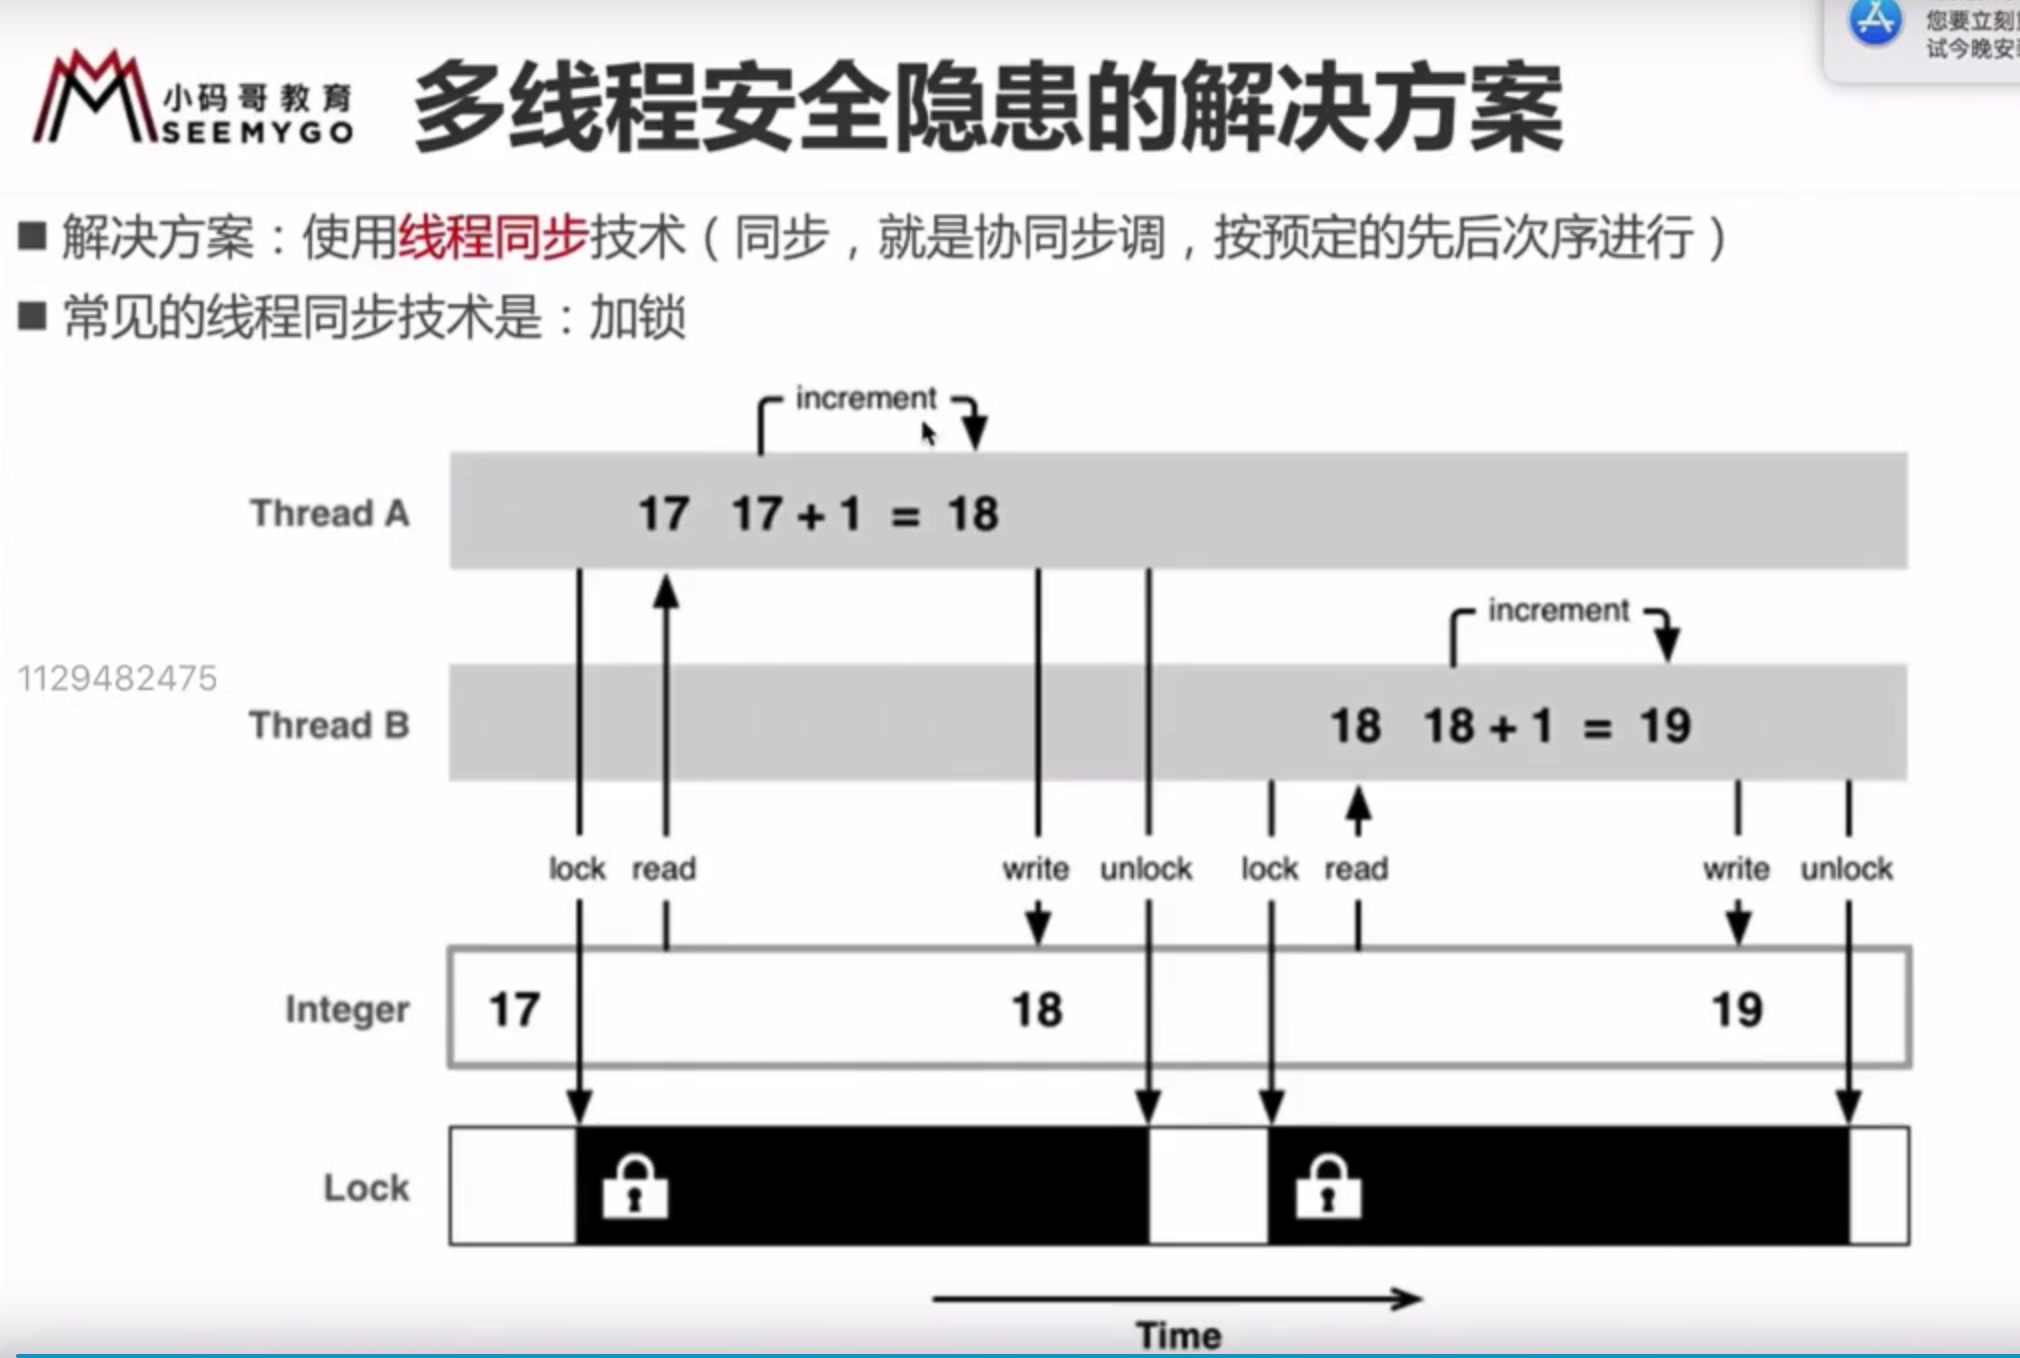 您要立刻
试今晚安
小码哥教育
SEEMYGO
多线程安全隐患的解决方案
■ 解决方案：使用线程同步技术（同步，就是协同步调，按预定的先后次序进行）
■ 常见的线程同步技术是：加锁
increment
Thread A 17 17 + 1 = 18
increment
1129482475
Thread B 18 18 + 1 = 19
lock read write unlock lock read write unlock
Integer 17 18 19
Lock
Time